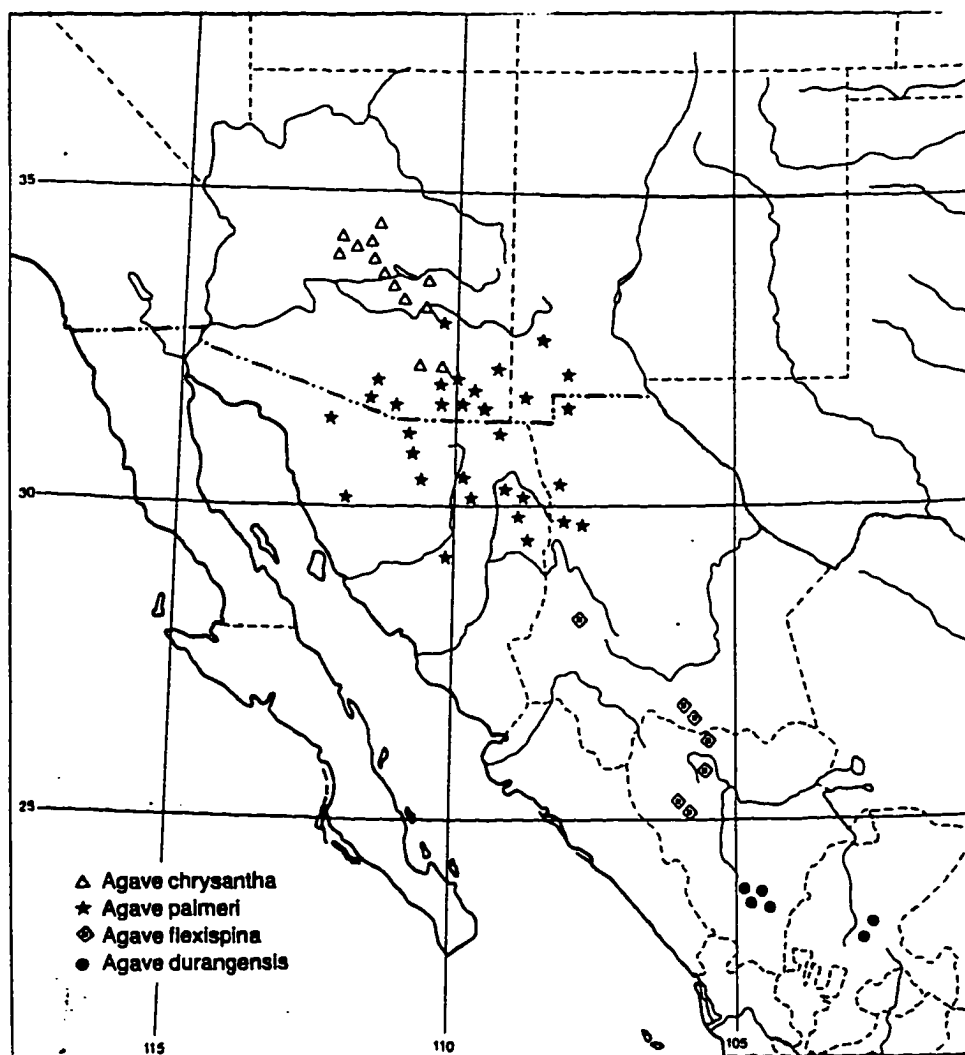 35
30
25
△ Agave chrysantha
★ Agave palmeri
◈ Agave flexispina
● Agave durangensis
115
110
105